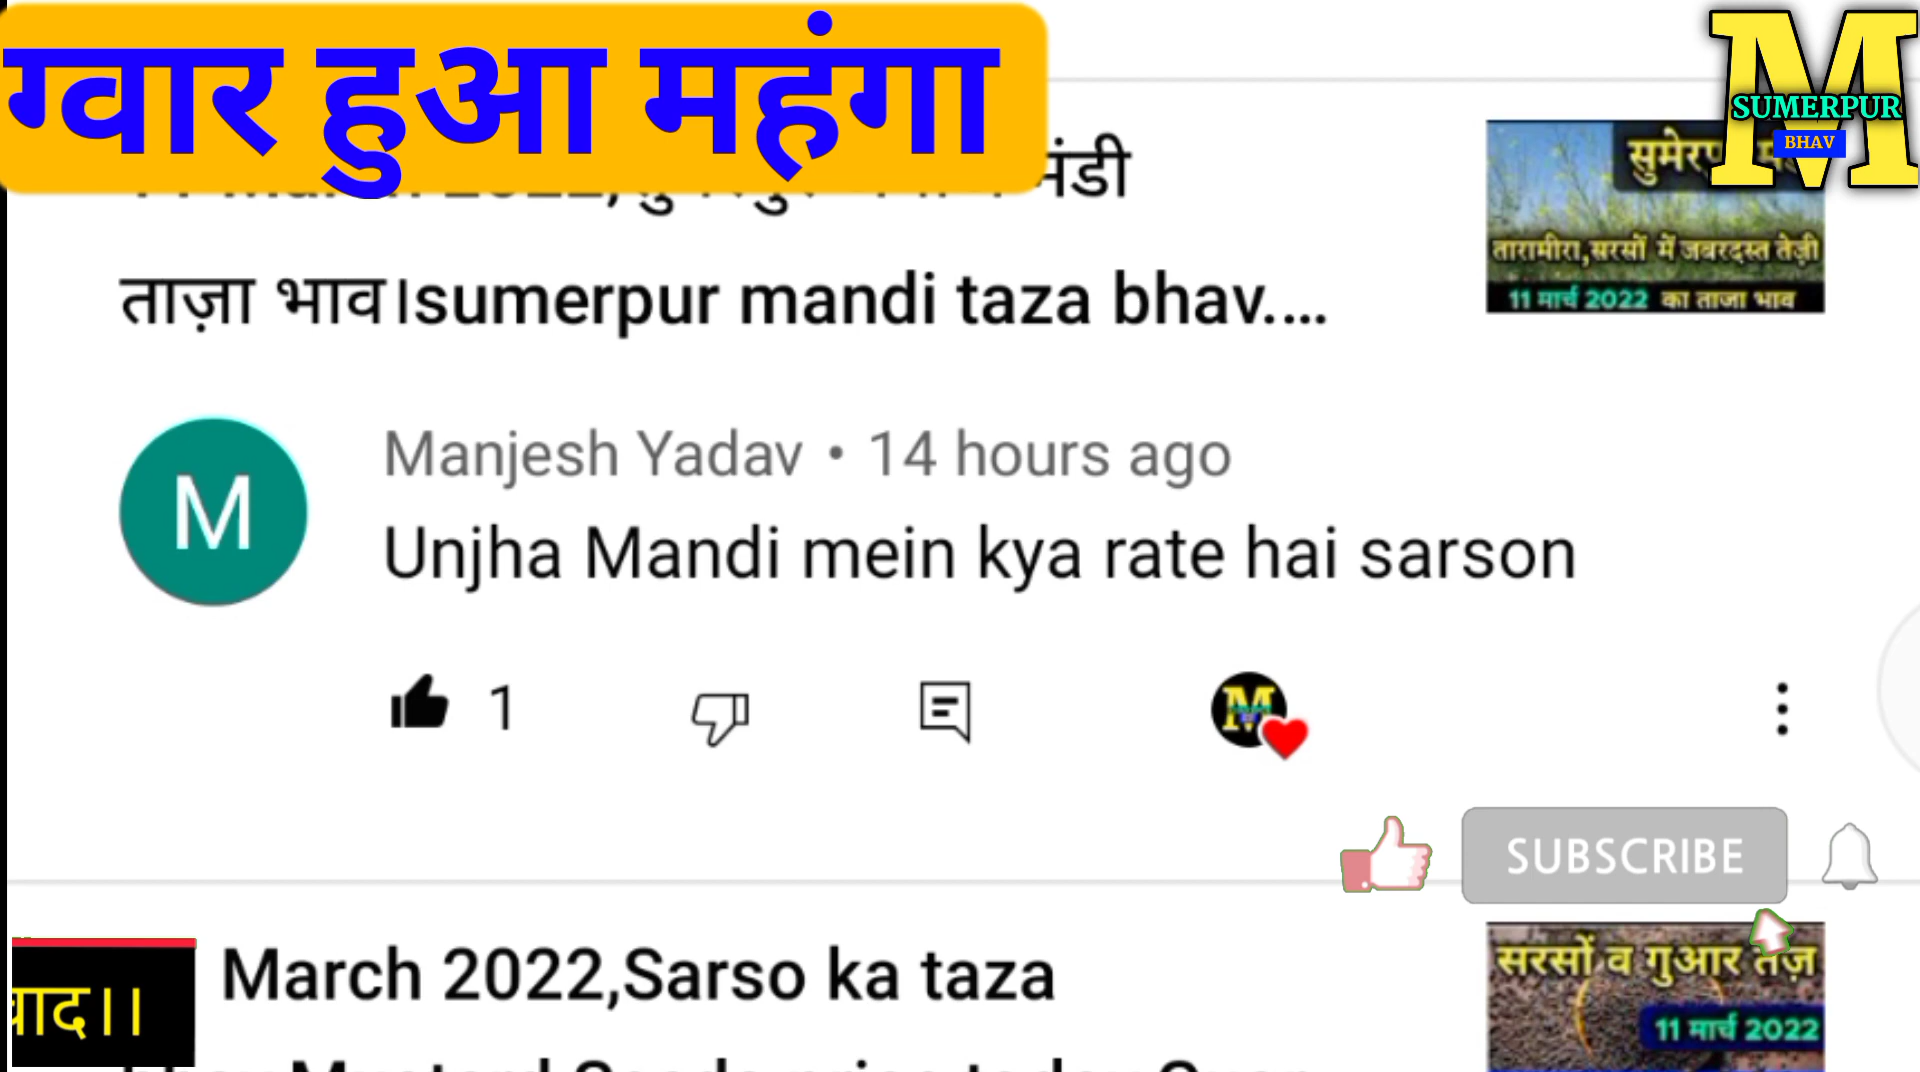 ग्वार हुआ महंगा
SUMERPUR
BHAV
मंडी
ताज़ा भाव।sumerpur mandi taza bhav....
तारामीरा,सरसों में जबरदस्त तेज़ी
11 मार्च 2022 का ताजा भाव
M
Manjesh Yadav • 14 hours ago
Unjha Mandi mein kya rate hai sarson
1
SUBSCRIBE
March 2022,Sarso ka taza
सरसों व गुआर तेज़
11 मार्च 2022